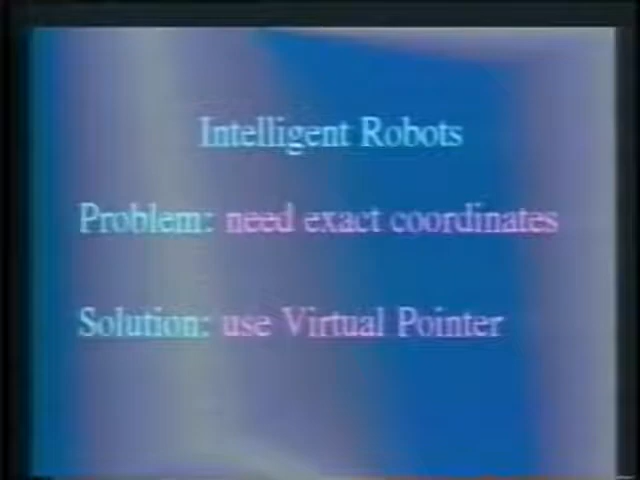 Intelligent Robots
Problem: need exact coordinates
Solution: use Virtual Pointer